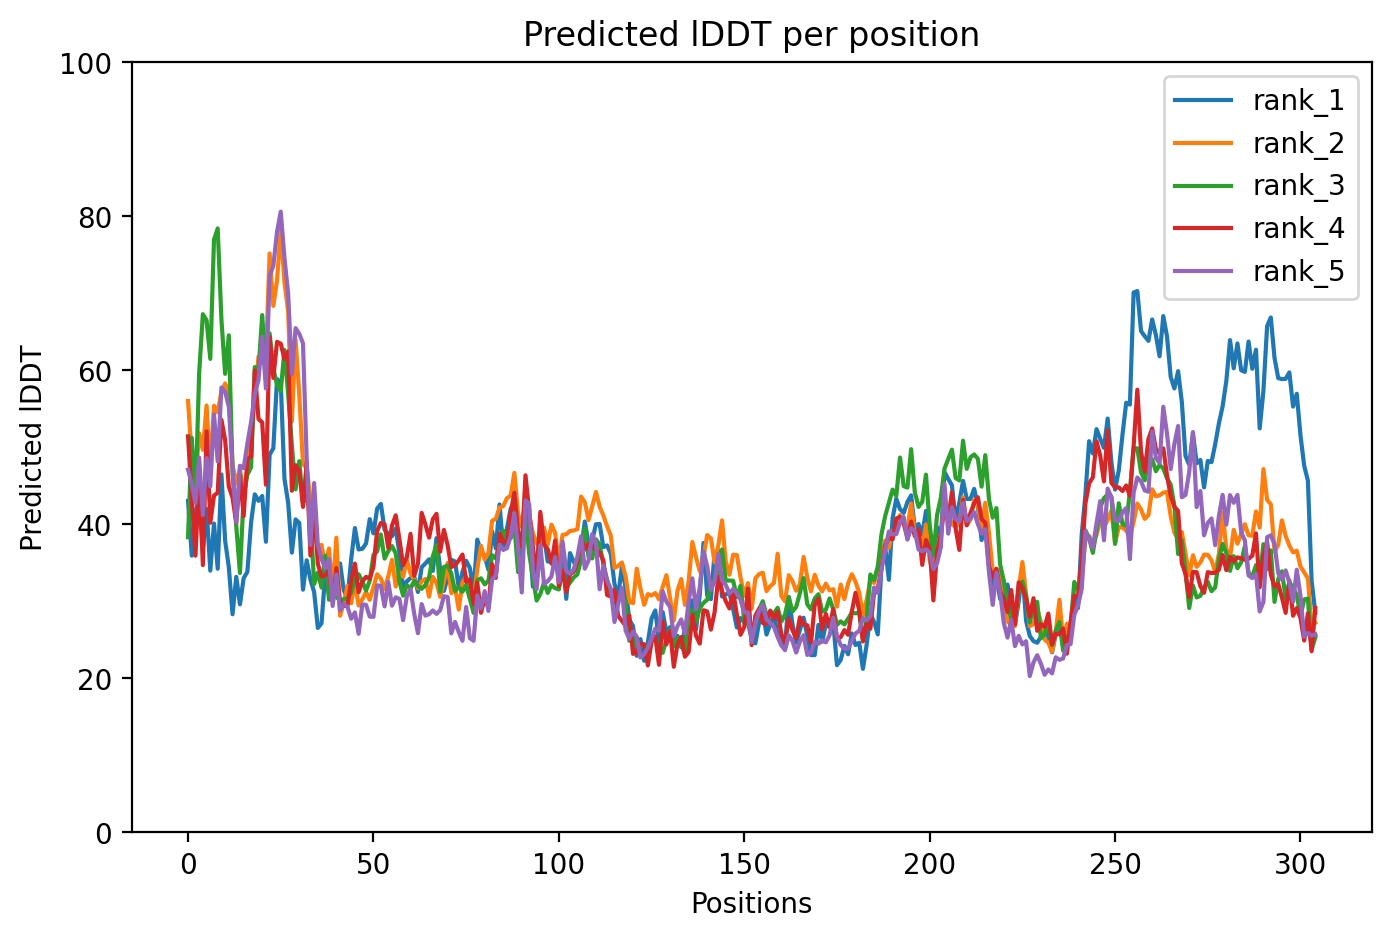 Predicted lDDT per position
100
80
60
40
20
0
Predicted lDDT
0 50 100 150 200 250 300
Positions
rank_1
rank_2
rank_3
rank_4
rank_5